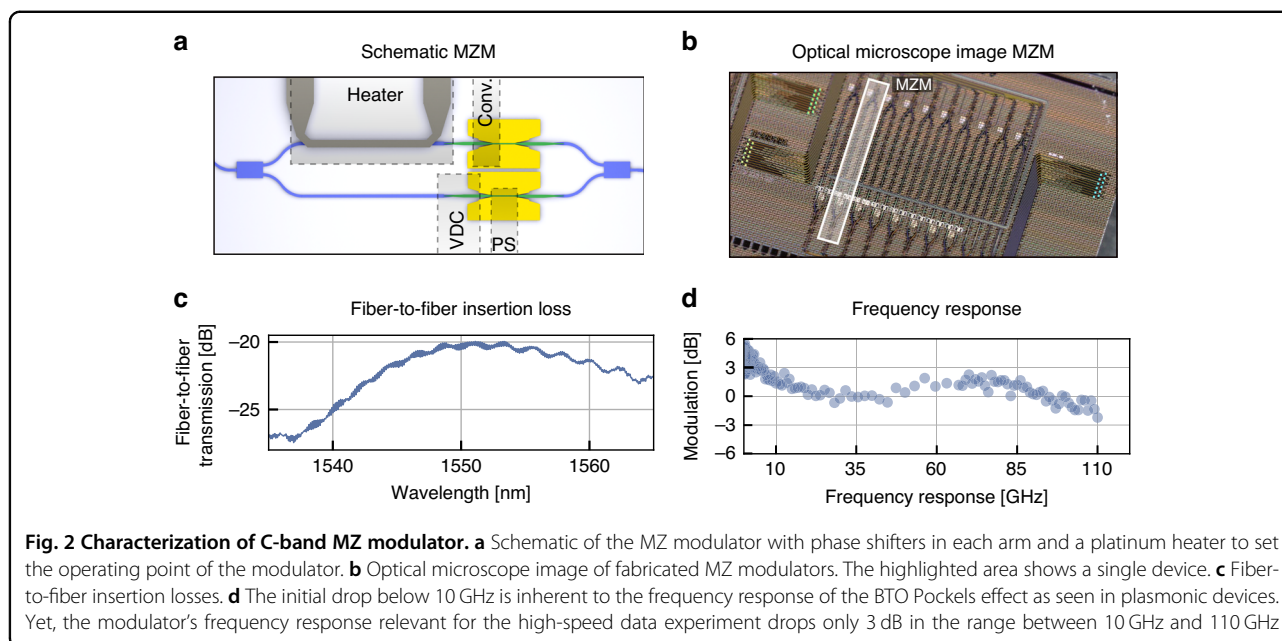 a
Schematic MZM
Heater
Conv.
VDC
PS
b
Optical microscope image MZM
MZM
c
Fiber-to-fiber insertion loss
Fiber-to-fiber
transmission [dB]
−20
−25
1540
1550
1560
Wavelength [nm]
d
Frequency response
Modulation [dB]
6
3
0
−3
−6
10
35
60
85
110
Frequency response [GHz]
Fig. 2 Characterization of C-band MZ modulator. a Schematic of the MZ modulator with phase shifters in each arm and a platinum heater to set
the operating point of the modulator. b Optical microscope image of fabricated MZ modulators. The highlighted area shows a single device. c Fiber-
to-fiber insertion losses. d The initial drop below 10 GHz is inherent to the frequency response of the BTO Pockels effect as seen in plasmonic devices.
Yet, the modulator's frequency response relevant for the high-speed data experiment drops only 3 dB in the range between 10 GHz and 110 GHz